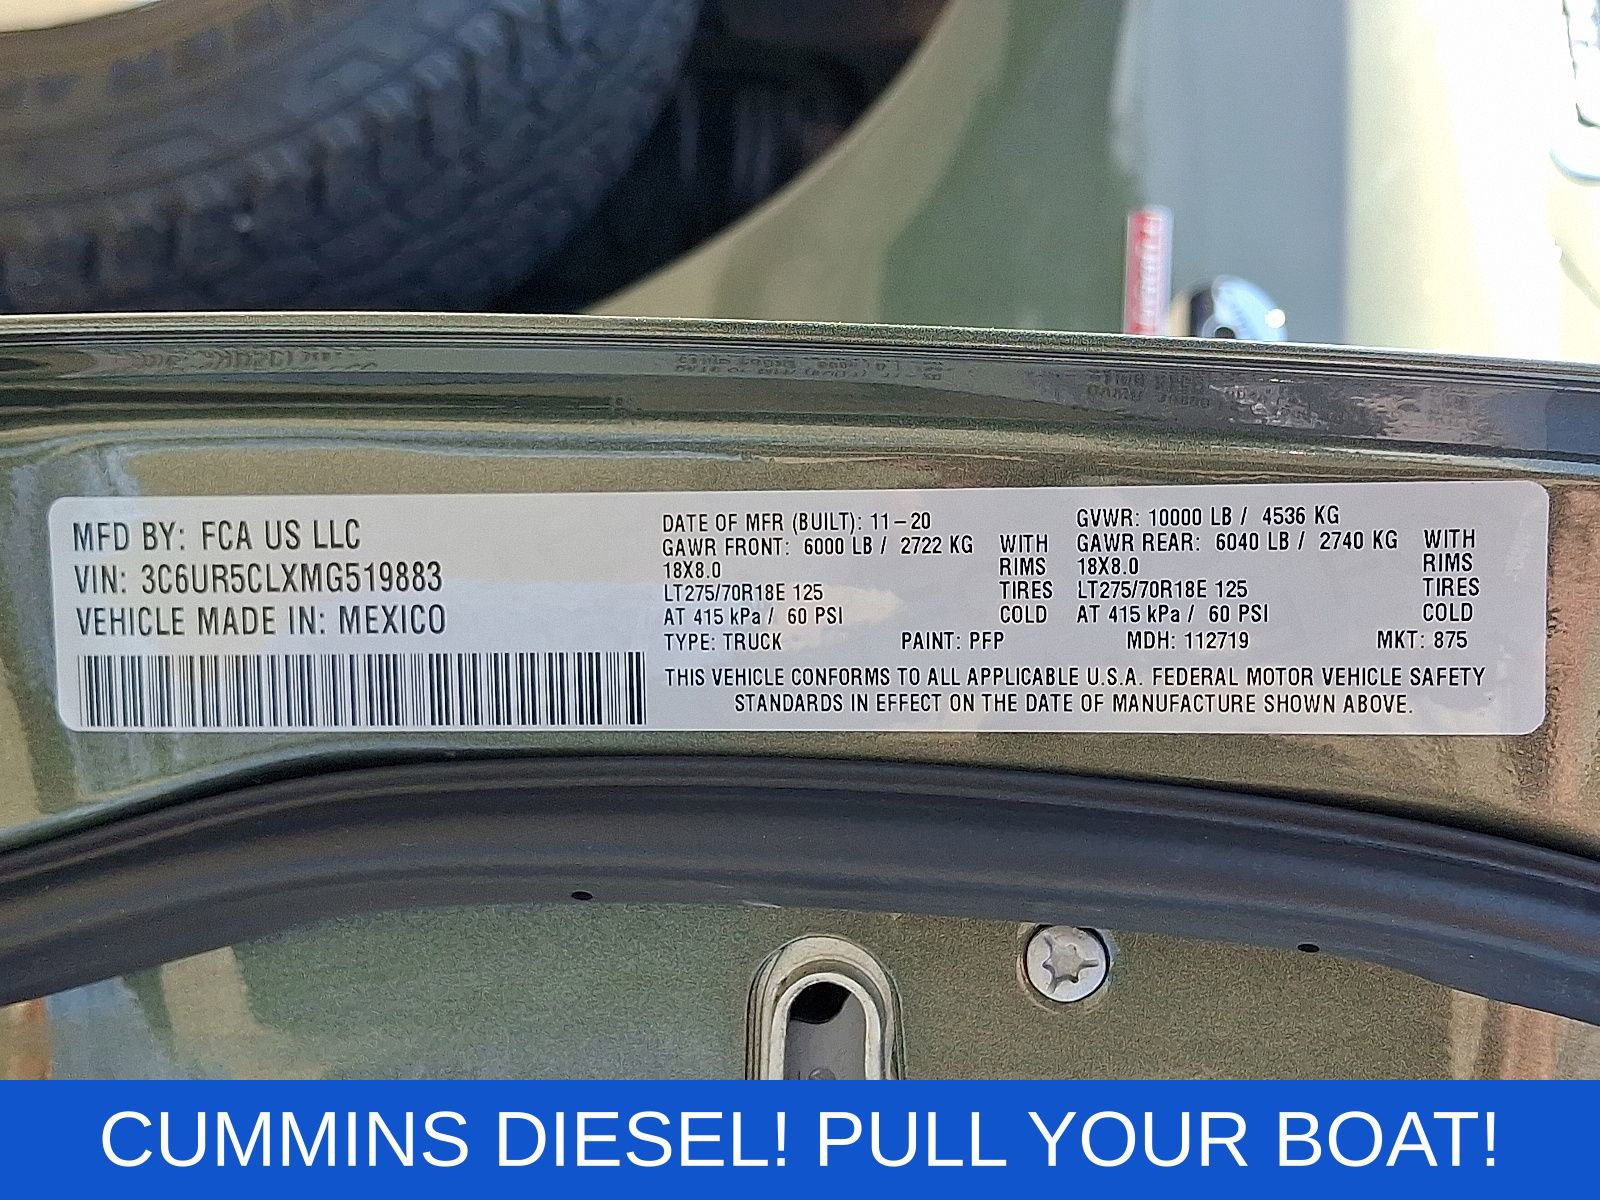 MFD BY: FCA US LLC
VIN: 3C6UR5CLXMG519883
VEHICLE MADE IN: MEXICO
DATE OF MFR (BUILT): 11-20
GVWR: 10000 LB / 4536 KG
GAWR FRONT: 6000 LB / 2722 KG WITH
18X8.0 RIMS
LT275/70R18E 125 TIRES
AT 415 kPa / 60 PSI COLD
GAWR REAR: 6040 LB / 2740 KG WITH
18X8.0 RIMS
LT275/70R18E 125 TIRES
AT 415 kPa / 60 PSI COLD
TYPE: TRUCK PAINT: PFP MDH: 112719 MKT: 875
THIS VEHICLE CONFORMS TO ALL APPLICABLE U.S.A. FEDERAL MOTOR VEHICLE SAFETY
STANDARDS IN EFFECT ON THE DATE OF MANUFACTURE SHOWN ABOVE.
CUMMINS DIESEL! PULL YOUR BOAT!